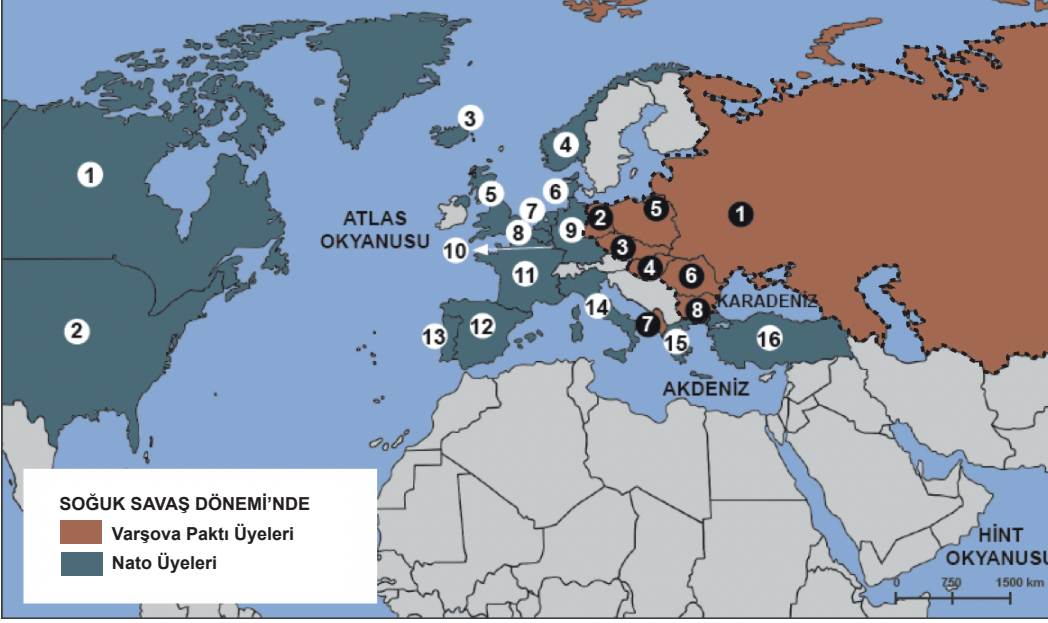 3
4
1
5
6
7
2
5
1
8
9
ATLAS
OKYANUSU
10
3
4
6
11
KARADENİZ
14
8
2
13
12
7
15
16
AKDENİZ
SOĞUK SAVAŞ DÖNEMİ'NDE
Varşova Paktı Üyeleri
Nato Üyeleri
HİNT
OKYANUSU
0 750 1500 km